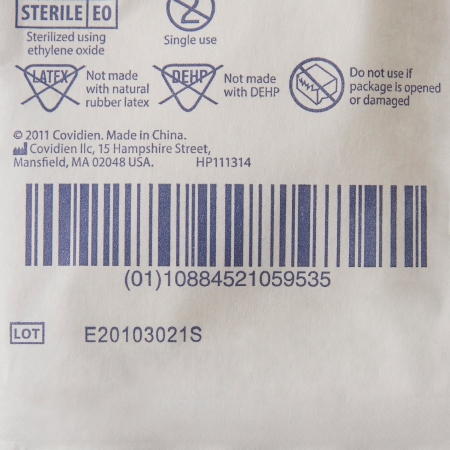 STERILE EO
Sterilized using
ethylene oxide
2
Single use
LATEX
Not made
with natural
rubber latex
DEHP
Not made
with DEHP
Do not use if
package is opened
or damaged
© 2011 Covidien. Made in China.
Covidien llc, 15 Hampshire Street,
Mansfield, MA 02048 USA. HP111314
(01)10884521059535
LOT E20103021S